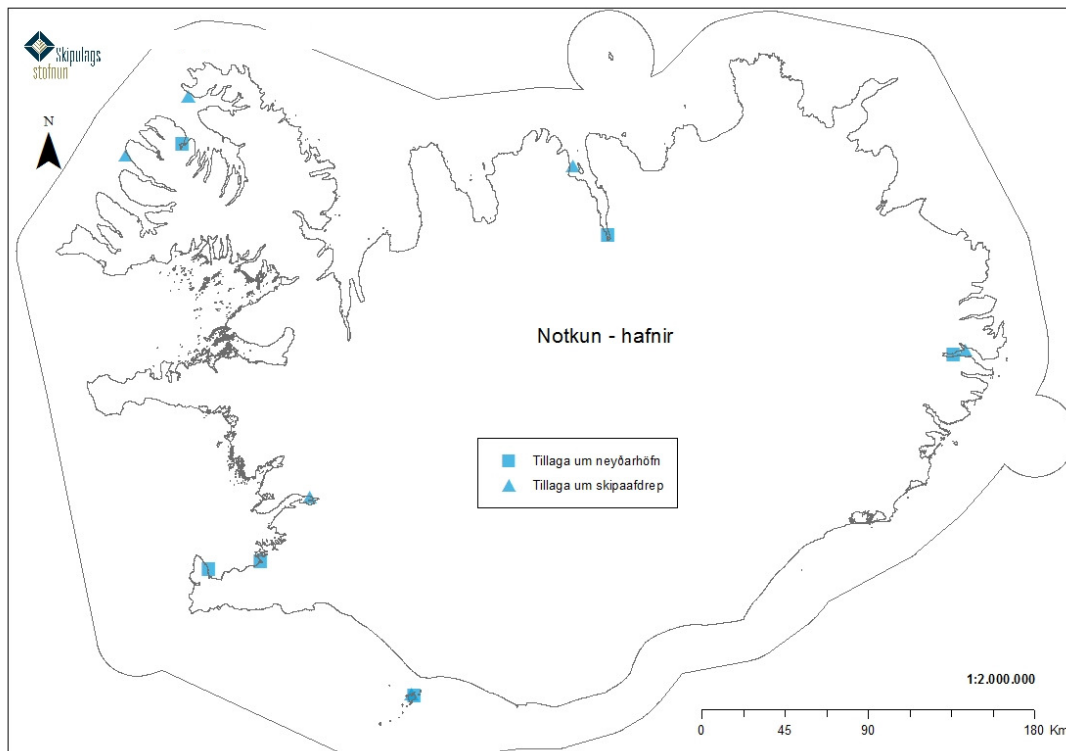 Skipulags
stofnun
N
Notkun - hafnir
Tillaga um neyðarhöfn
Tillaga um skipaafdrep
1:2.000.000
0 45 90 180 Km